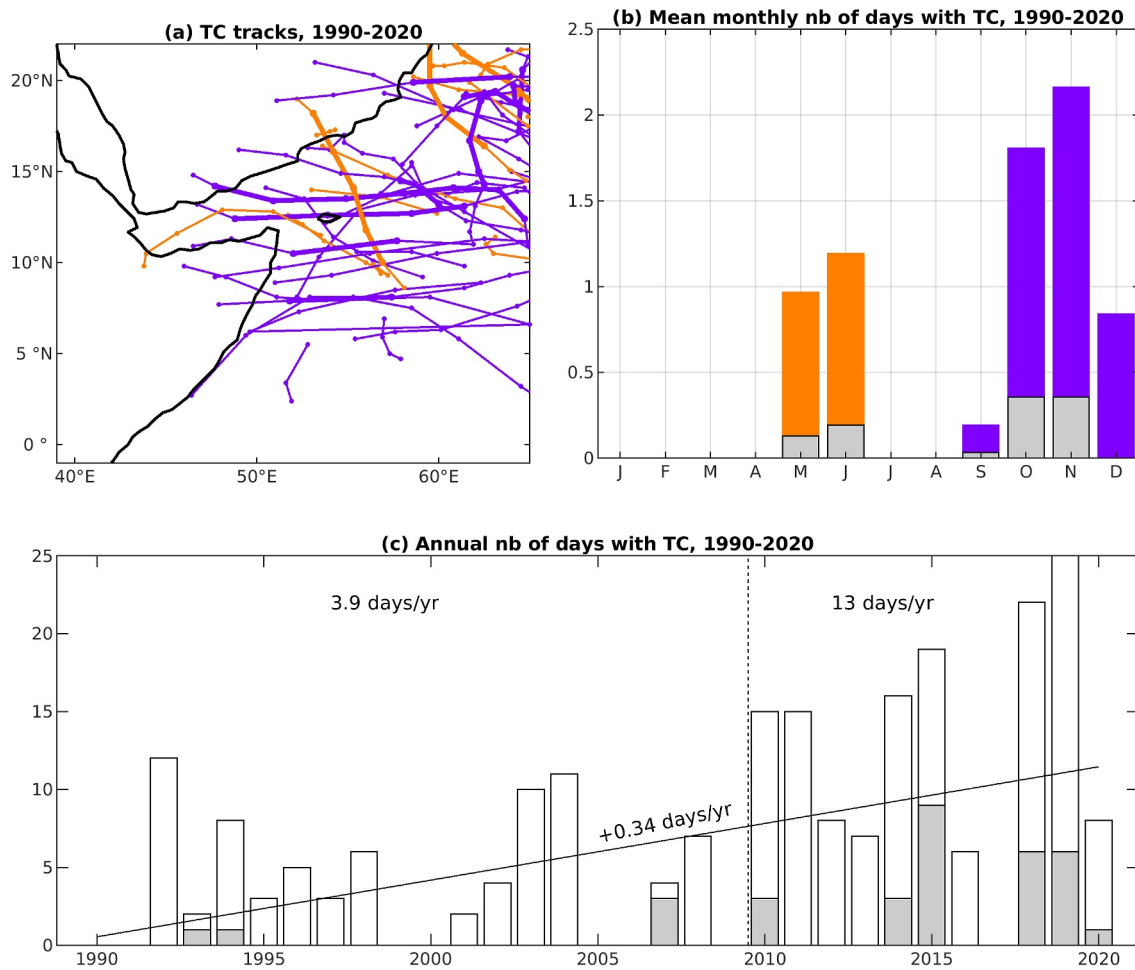 (a) TC tracks, 1990-2020
20°N
15°N
10°N
5 °N
0 °
40°E 50°E 60°E
(b) Mean monthly nb of days with TC, 1990-2020
2.5
2
1.5
1
0.5
0
J F M A M J J A S O N D
(c) Annual nb of days with TC, 1990-2020
25
20
15
10
5
0
3.9 days/yr 13 days/yr
+0.34 days/yr
1990 1995 2000 2005 2010 2015 2020